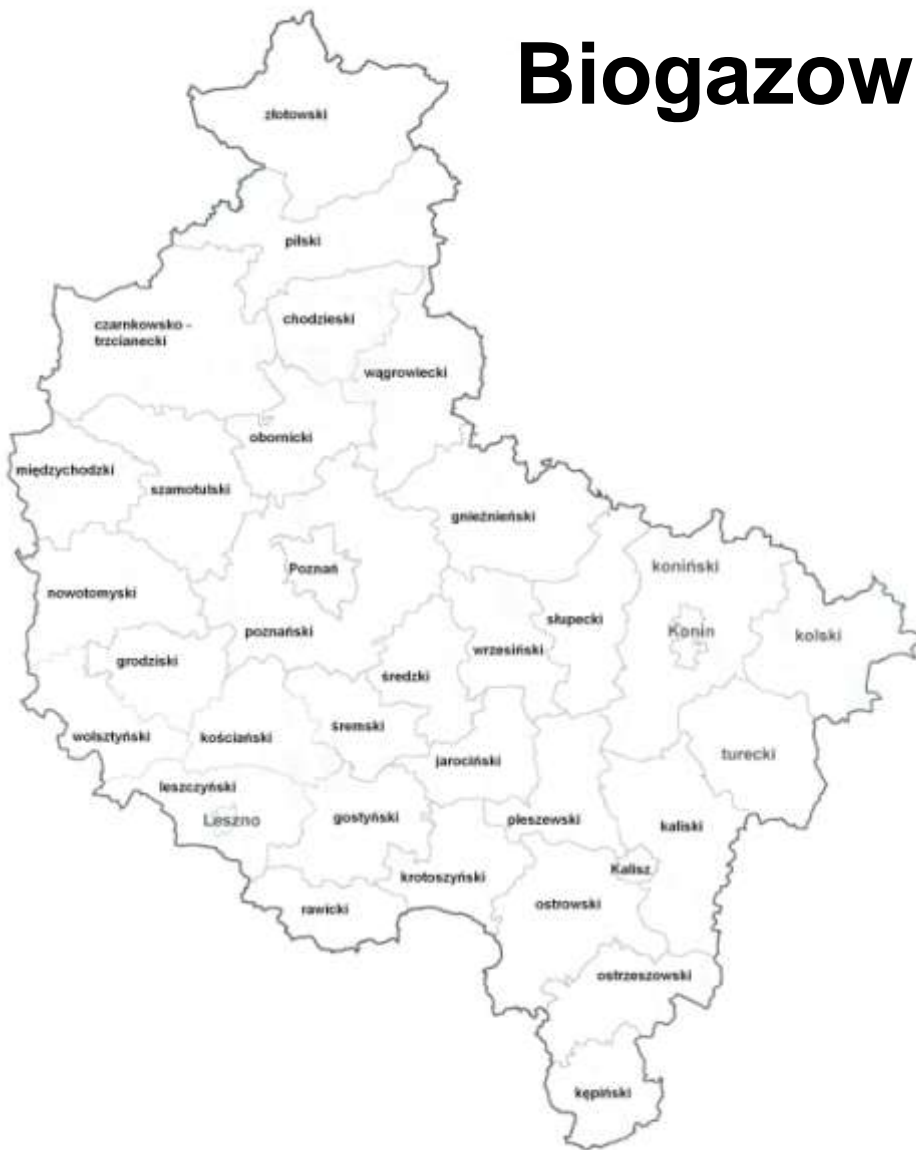 Biogazow
złotowski
pilski
czarnkowsko -
trzcianecki
chodzieski
wągrowiecki
obornicki
międzychodzki
szamotulski
gnieźnieński
Poznań
koniński
nowotomyski
poznański
słupecki
Konin
kolski
grodziski
wrzesiński
średzki
wolsztyński
kościański
śremski
jarociński
turecki
leszczyński
Leszno
gostyński
pleszewski
kaliski
krotoszyński
Kalisz
rawicki
ostrowski
ostrzeszowski
kępiński